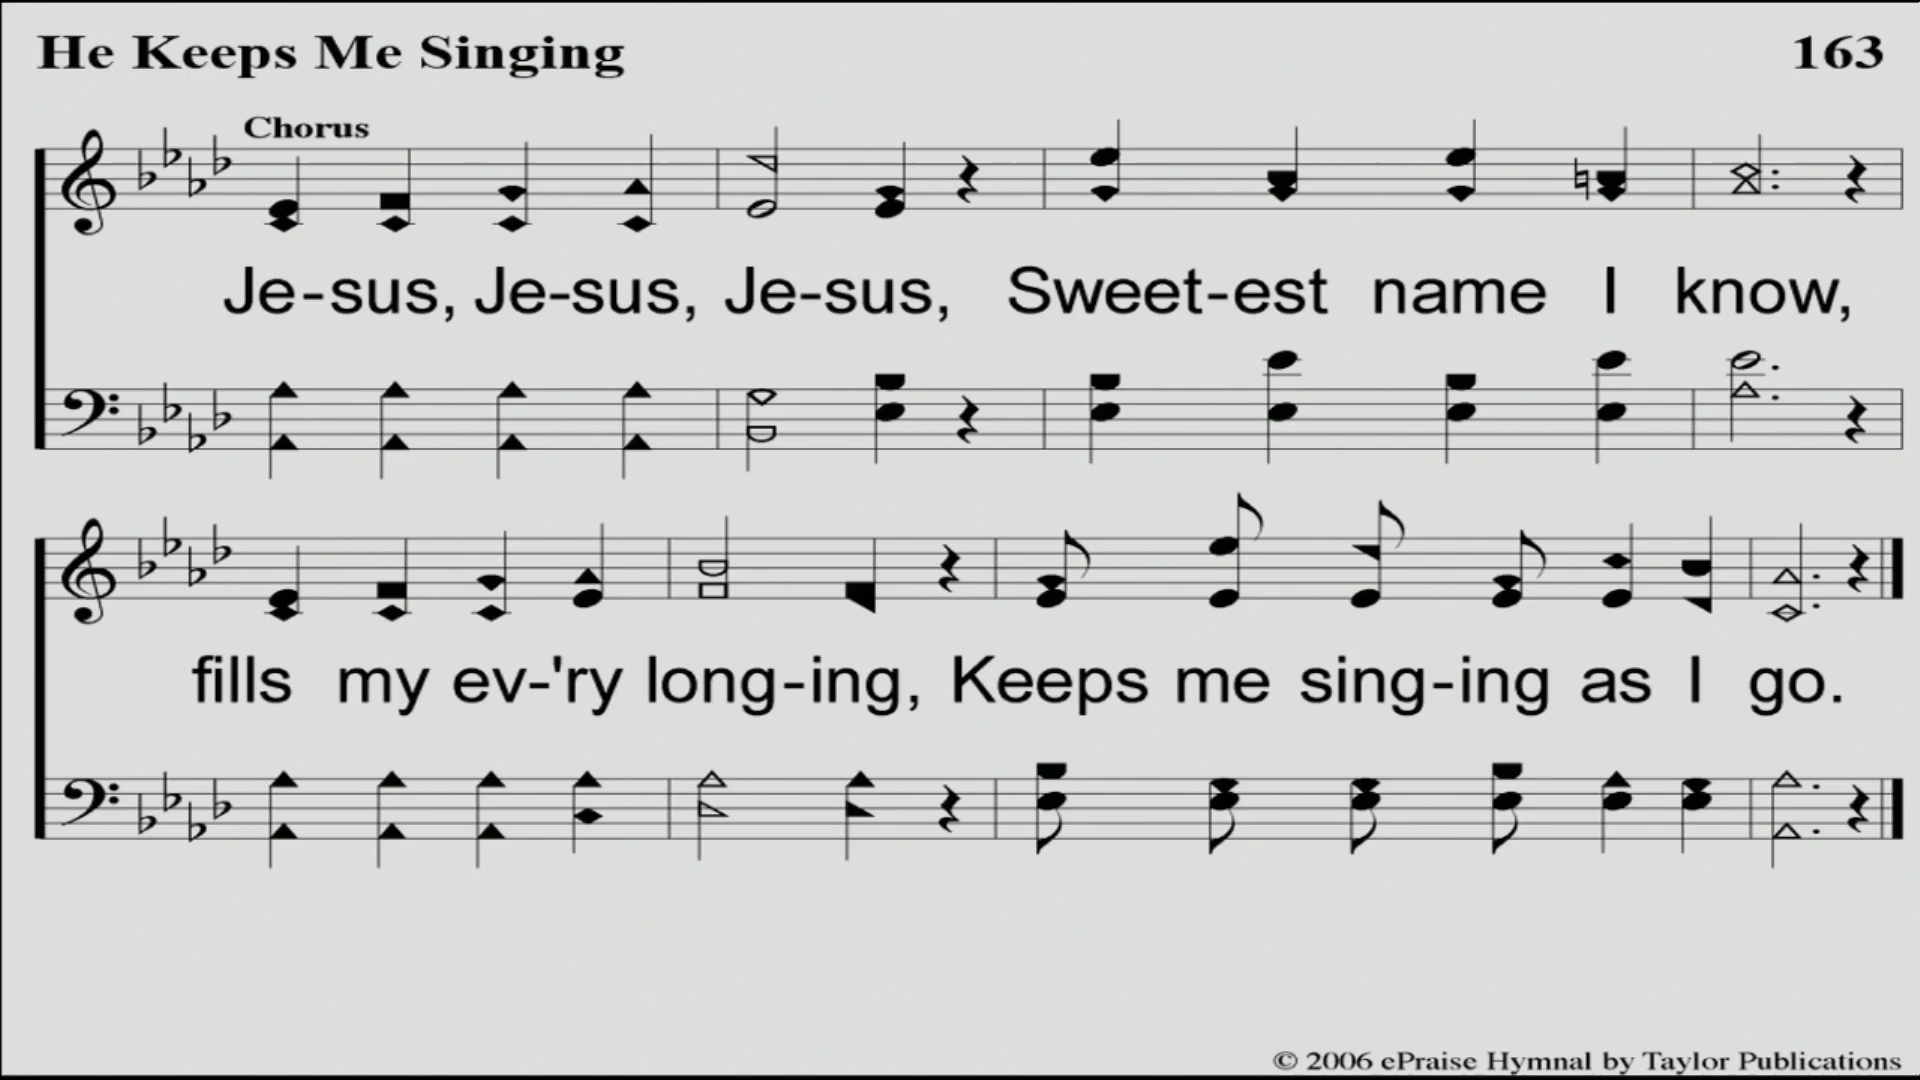 He Keeps Me Singing 163
Chorus
Je-sus, Je-sus, Je-sus, Sweet-est name I know,
fills my ev-'ry long-ing, Keeps me sing-ing as I go.
© 2006 ePraise Hymnal by Taylor Publications